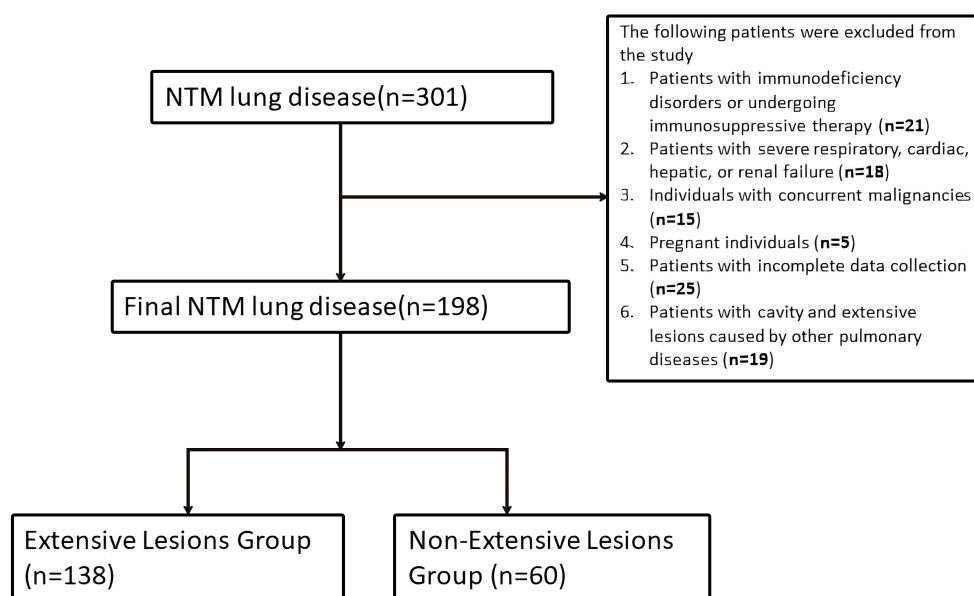 The following patients were excluded from
the study
1. Patients with immunodeficiency
disorders or undergoing
immunosuppressive therapy (n=21)
2. Patients with severe respiratory, cardiac,
hepatic, or renal failure (n=18)
3. Individuals with concurrent malignancies
(n=15)
4. Pregnant individuals (n=5)
5. Patients with incomplete data collection
(n=25)
6. Patients with cavity and extensive
lesions caused by other pulmonary
diseases (n=19)
NTM lung disease(n=301)
Final NTM lung disease(n=198)
Extensive Lesions Group
(n=138)
Non-Extensive Lesions
Group (n=60)